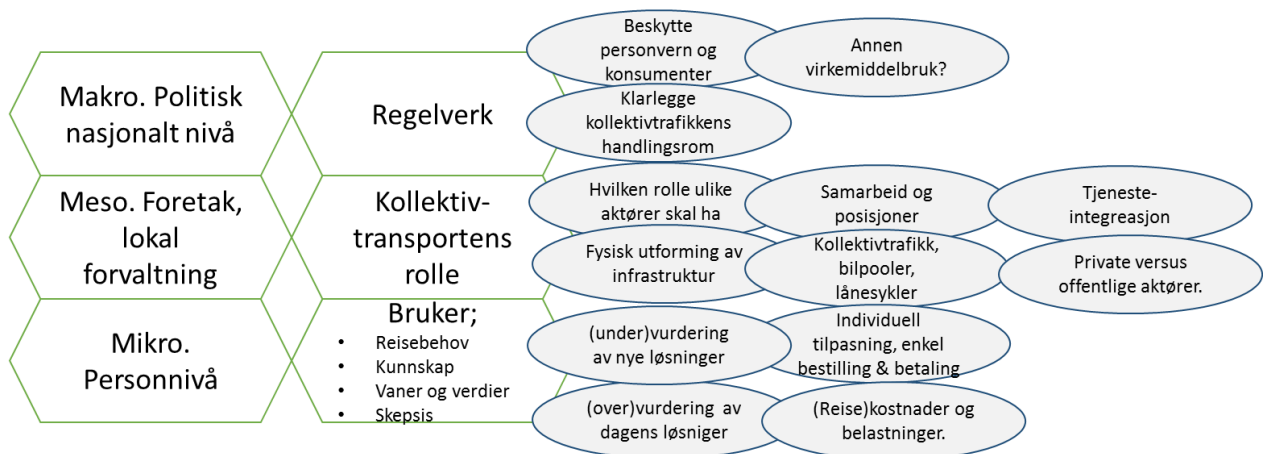 Makro. Politisk
nasjonalt nivå
Regelverk
Beskytte
personvern og
konsumenter
Annen
virkemiddelbruk?
Klarlegge
kollektivtrafikkens
handlingsrom
Meso. Foretak,
lokal
forvaltning
Kollektiv-
transportens
rolle
Hvilken rolle ulike
aktører skal ha
Samarbeid og
posisjoner
Tjeneste-
integreasjon
Fysisk utforming av
infrastruktur
Kollektivtrafikk,
bilpooler,
lånesykler
Private versus
offentlige aktører.
Mikro.
Personnivå
Bruker;
• Reisebehov
• Kunnskap
• Vaner og verdier
• Skepsis
(under)vurdering
av nye løsninger
Individuell
tilpasning, enkel
bestilling & betaling
(over)vurdering av
dagens løsniger
(Reise)kostnader og
belastninger.